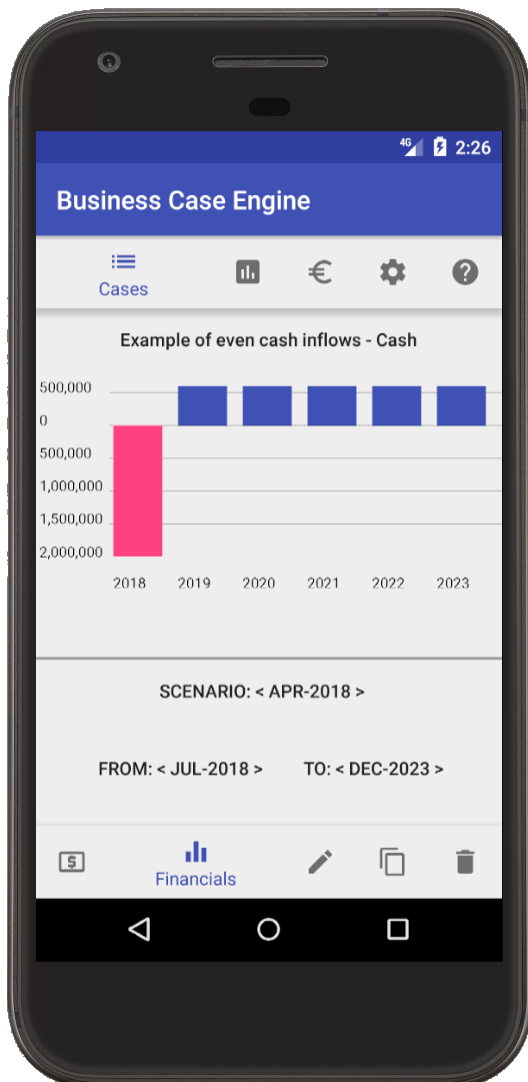 4G 2:26
Business Case Engine
Cases
Example of even cash inflows - Cash
500,000
0
500,000
1,000,000
1,500,000
2,000,000
2018 2019 2020 2021 2022 2023
SCENARIO: < APR-2018 >
FROM: < JUL-2018 > TO: < DEC-2023 >
Financials